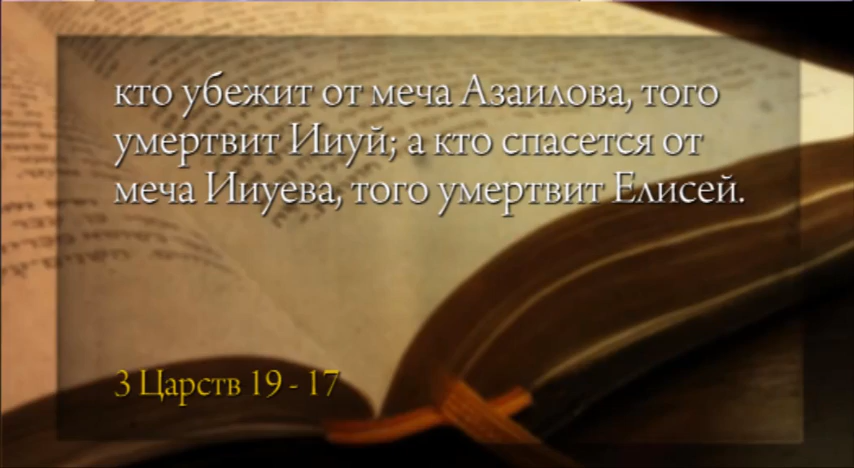 кто убежит от меча Азаилова, того
умертвит Ииуй; а кто спасется от
меча Ииуева, того умертвит Елисей.
3 Царств 19 - 17